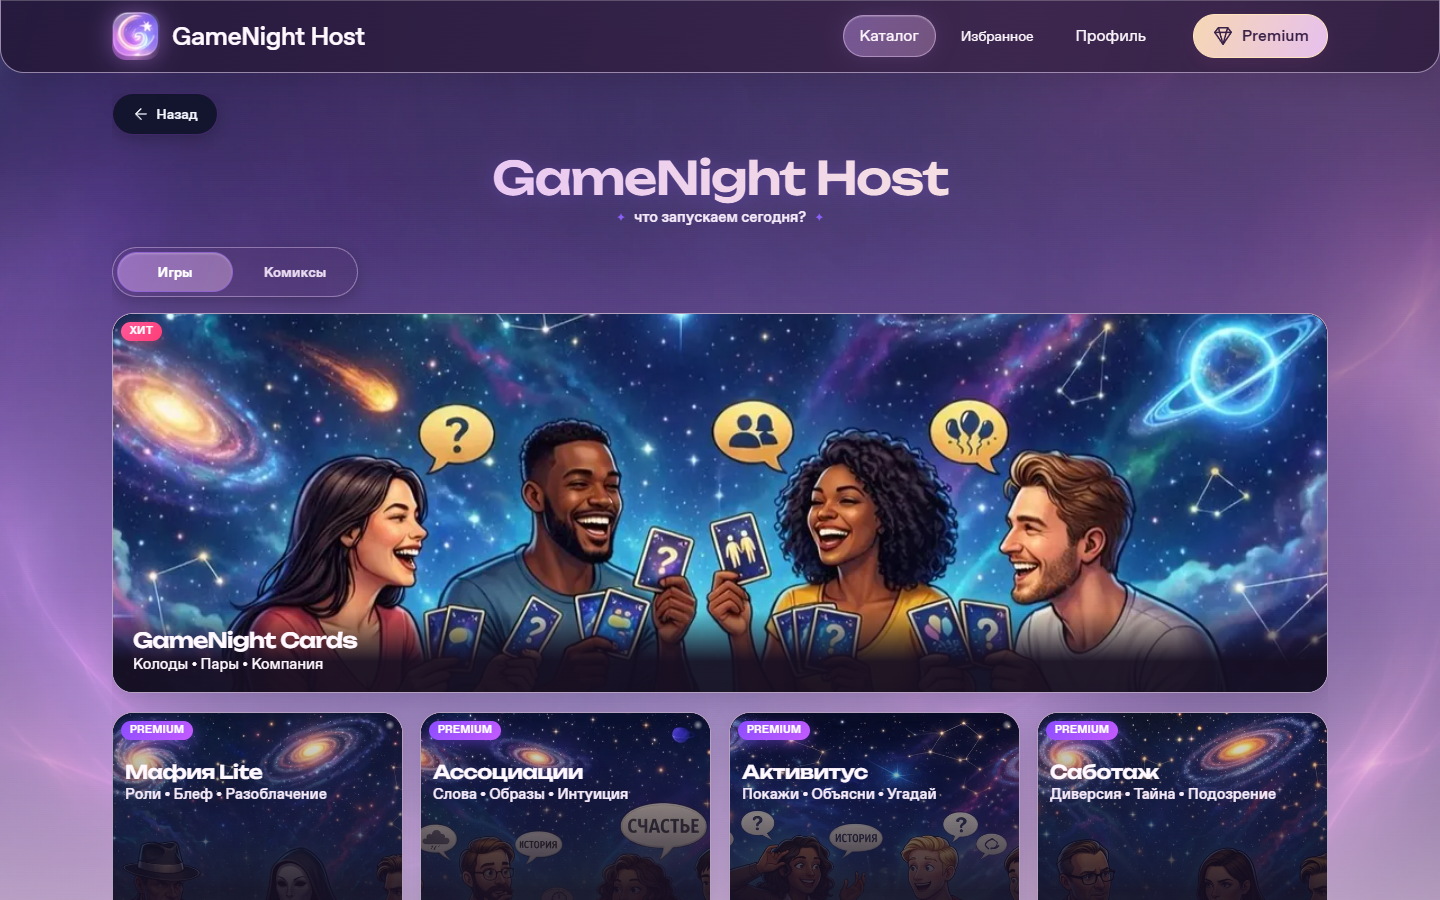 GameNight Host
Каталог
Избранное
Профиль
Premium
Назад
GameNight Host
что запускаем сегодня?
Игры
Комиксы
ХИТ
?
?
?
?
?
?
GameNight Cards
Колоды • Пары • Компания
PREMIUM
Мафия Lite
Роли • Блеф • Разоблачение
PREMIUM
Ассоциации
Слова • Образы • Интуиция
СЧАСТЬЕ
ИСТОРИЯ
PREMIUM
Активитус
Покажи • Объясни • Угадай
?
ИСТОРИЯ
?
PREMIUM
Саботаж
Диверсия • Тайна • Подозрение